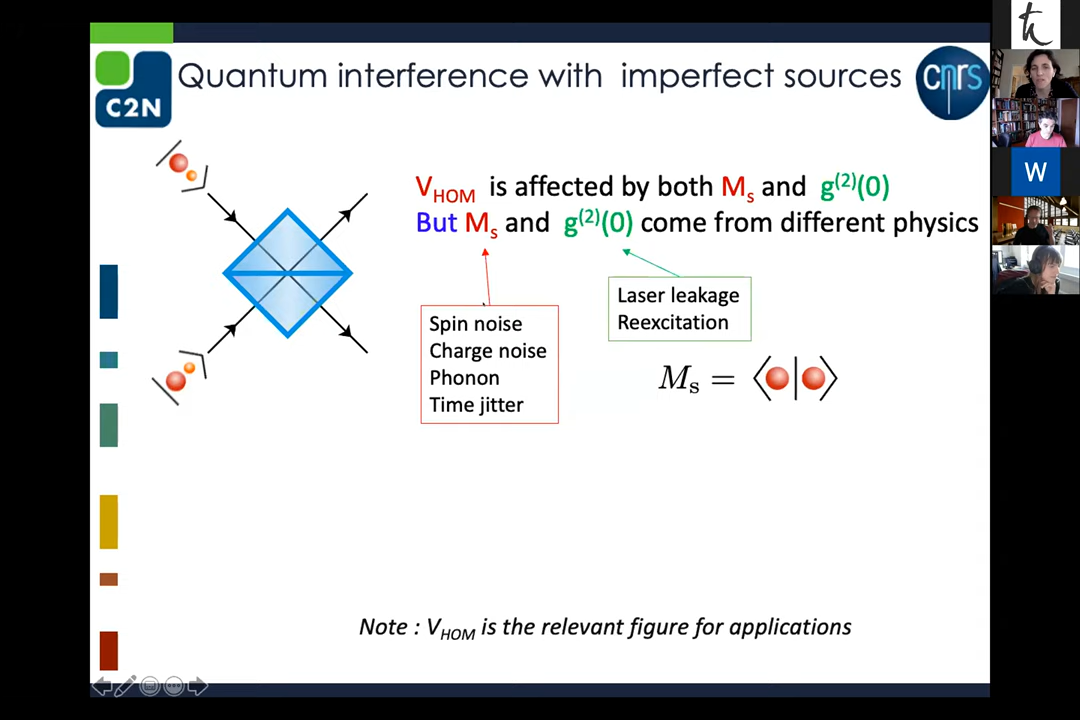 C2N
Quantum interference with imperfect sources
cnrs
V_HOM is affected by both M_s and g^(2)(0)
But M_s and g^(2)(0) come from different physics
Spin noise
Charge noise
Phonon
Time jitter
Laser leakage
Reexcitation
M_s = ⟨ | ⟩
Note : V_HOM is the relevant figure for applications
W